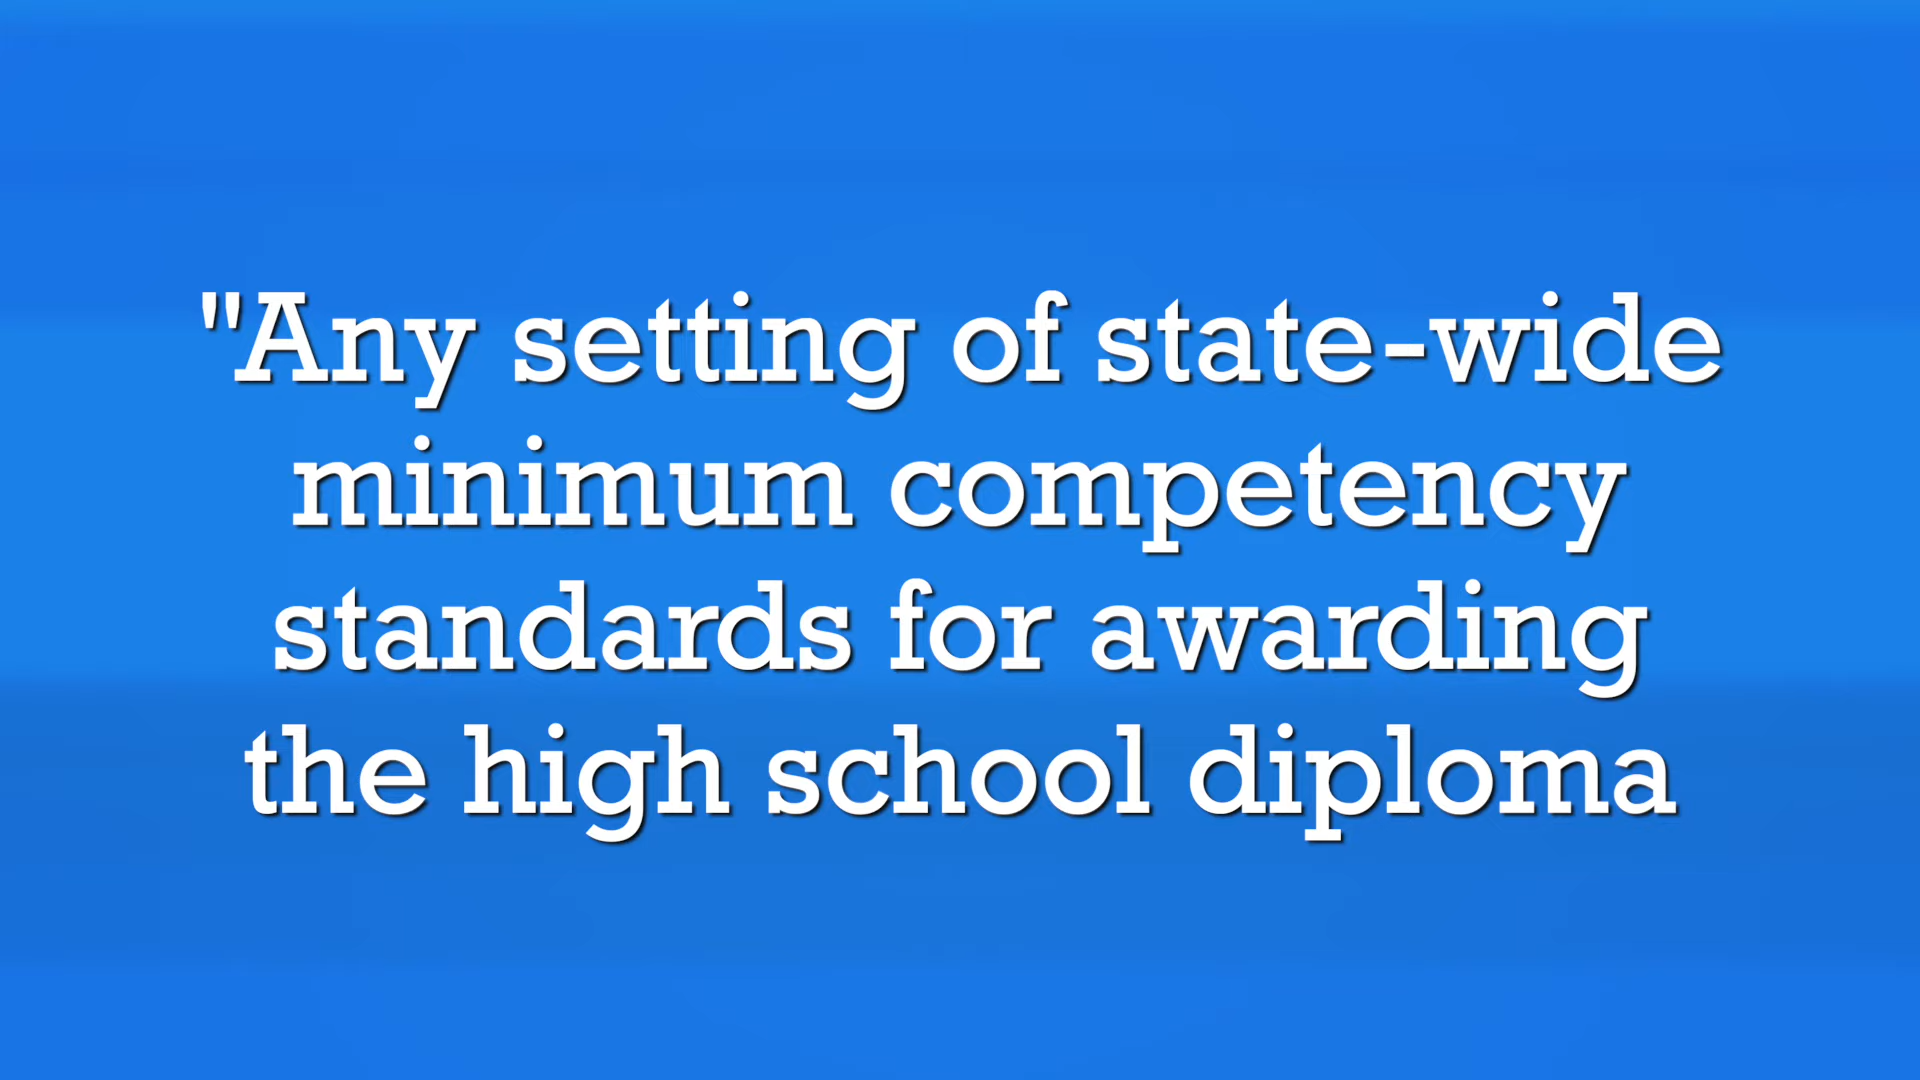 "Any setting of state-wide
minimum competency
standards for awarding
the high school diploma